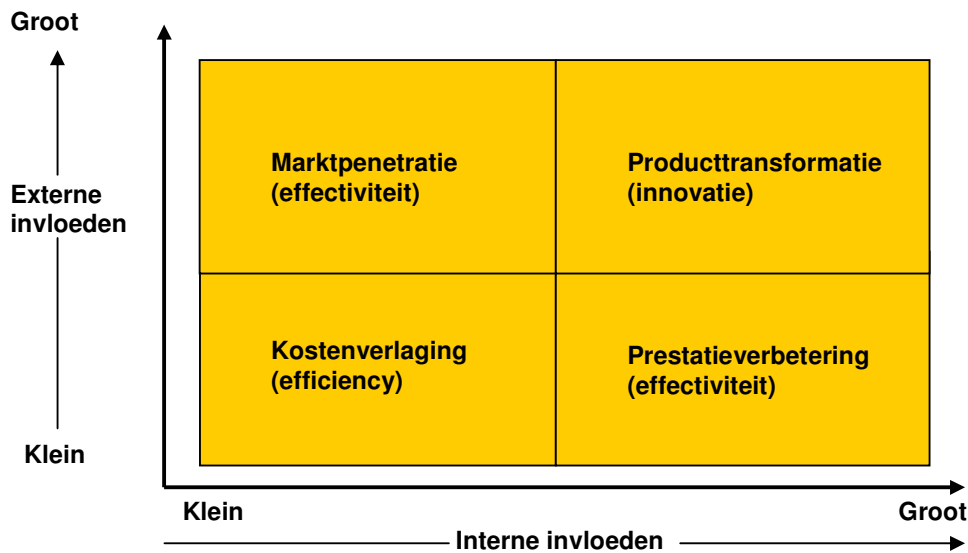 Groot
Marktpenetratie
(effectiviteit)
Producttransformatie
(innovatie)
Externe
invloeden
Kostenverlaging
(efficiency)
Prestatieverbetering
(effectiviteit)
Klein
Klein
Groot
Interne invloeden